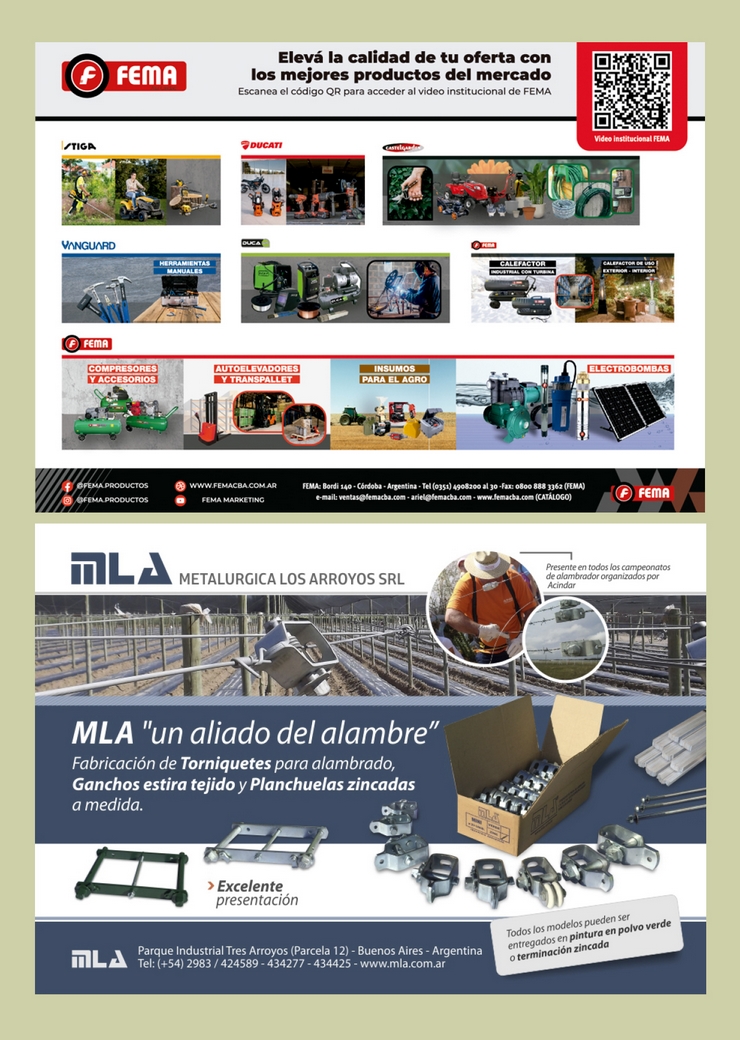 FEMA
Elevá la calidad de tu oferta con
los mejores productos del mercado
Escanea el código QR para acceder al video institucional de FEMA
Video institucional FEMA
STIGA
DUCATI
CASTELGARDEN
VANGUARD
HERRAMIENTAS
MANUALES
DUCA
FEMA
CALEFACTOR
INDUSTRIAL CON TURBINA
CALEFACTOR DE USO
EXTERIOR - INTERIOR
FEMA
COMPRESORES
Y ACCESORIOS
AUTOELEVADORES
Y TRANSPALLET
INSUMOS
PARA EL AGRO
ELECTROBOMBAS
@FEMA.PRODUCTOS
@FEMA.PRODUCTOS
WWW.FEMACBA.COM.AR
FEMA MARKETING
FEMA: Bordi 140 - Córdoba - Argentina - Tel (0351) 4908200 al 30 -Fax: 0800 888 3362 (FEMA)
e-mail: ventas@femacba.com - ariel@femacba.com - www.femacba.com (CATÁLOGO)
FEMA
MLA METALURGICA LOS ARROYOS SRL
Presente en todos los campeonatos
de alambrador organizados por
Acindar
MLA "un aliado del alambre”
Fabricación de Torniquetes para alambrado,
Ganchos estira tejido y Planchuelas zincadas
a medida.
MLA
› Excelente
presentación
Todos los modelos pueden ser
entregados en pintura en polvo verde
o terminación zincada
MLA
Parque Industrial Tres Arroyos (Parcela 12) - Buenos Aires - Argentina
Tel: (+54) 2983 / 424589 - 434277 - 434425 - www.mla.com.ar